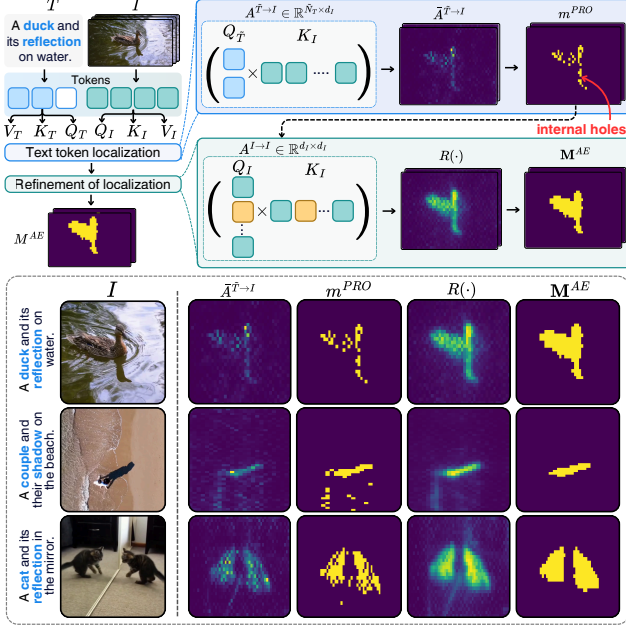 T I
A duck and
its reflection
on water.
Tokens
V_T K_T Q_T Q_I K_I V_I
Text token localization
Refinement of localization
M^{AE}
A^{T̃→I} ∈ ℝ^{Ñ_T×d_I}
Q_{T̃} K_I
( × .... )
Ā^{T̃→I}
m^{PRO}
internal holes
A^{I→I} ∈ ℝ^{d_I×d_I}
Q_I K_I
( × ... )
R(·)
M^{AE}
I Ā^{T̃→I} m^{PRO} R(·) M^{AE}
A duck and its
reflection on
water.
A couple and
their shadow on
the beach.
A cat and its
reflection in
the mirror.